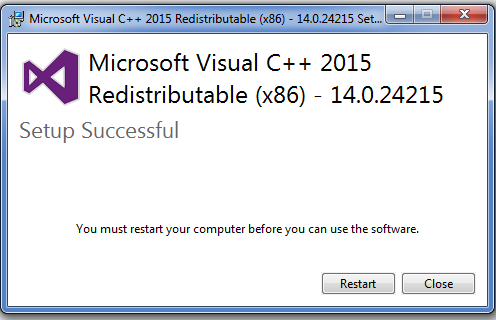 Microsoft Visual C++ 2015 Redistributable (x86) - 14.0.24215 Set...
Microsoft Visual C++ 2015
Redistributable (x86) - 14.0.24215
Setup Successful
You must restart your computer before you can use the software.
Restart
Close